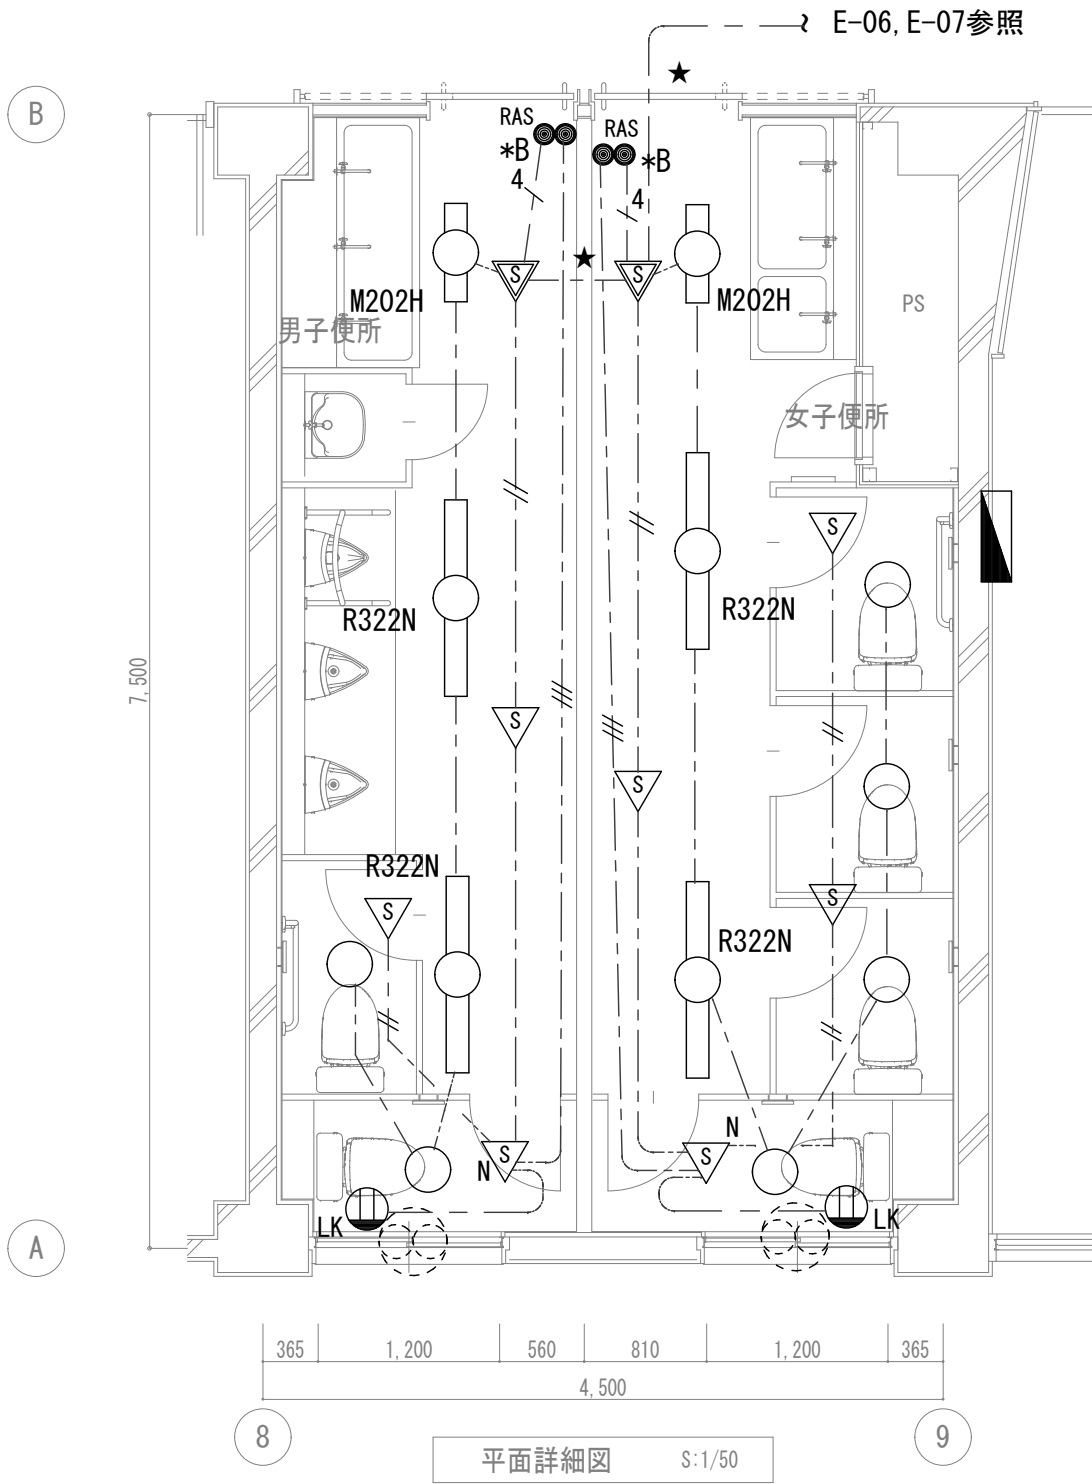 E-06, E-07参照
★
B
RAS
RAS
*B
*B
4
4
★
S
S
M202H
M202H
PS
男子便所
女子便所
S
R322N
R322N
7,500
S
S
R322N
S
S
R322N
N
S
N
S
LK
LK
A
365
1,200
560
810
1,200
365
4,500
8
9
平面詳細図 S:1/50